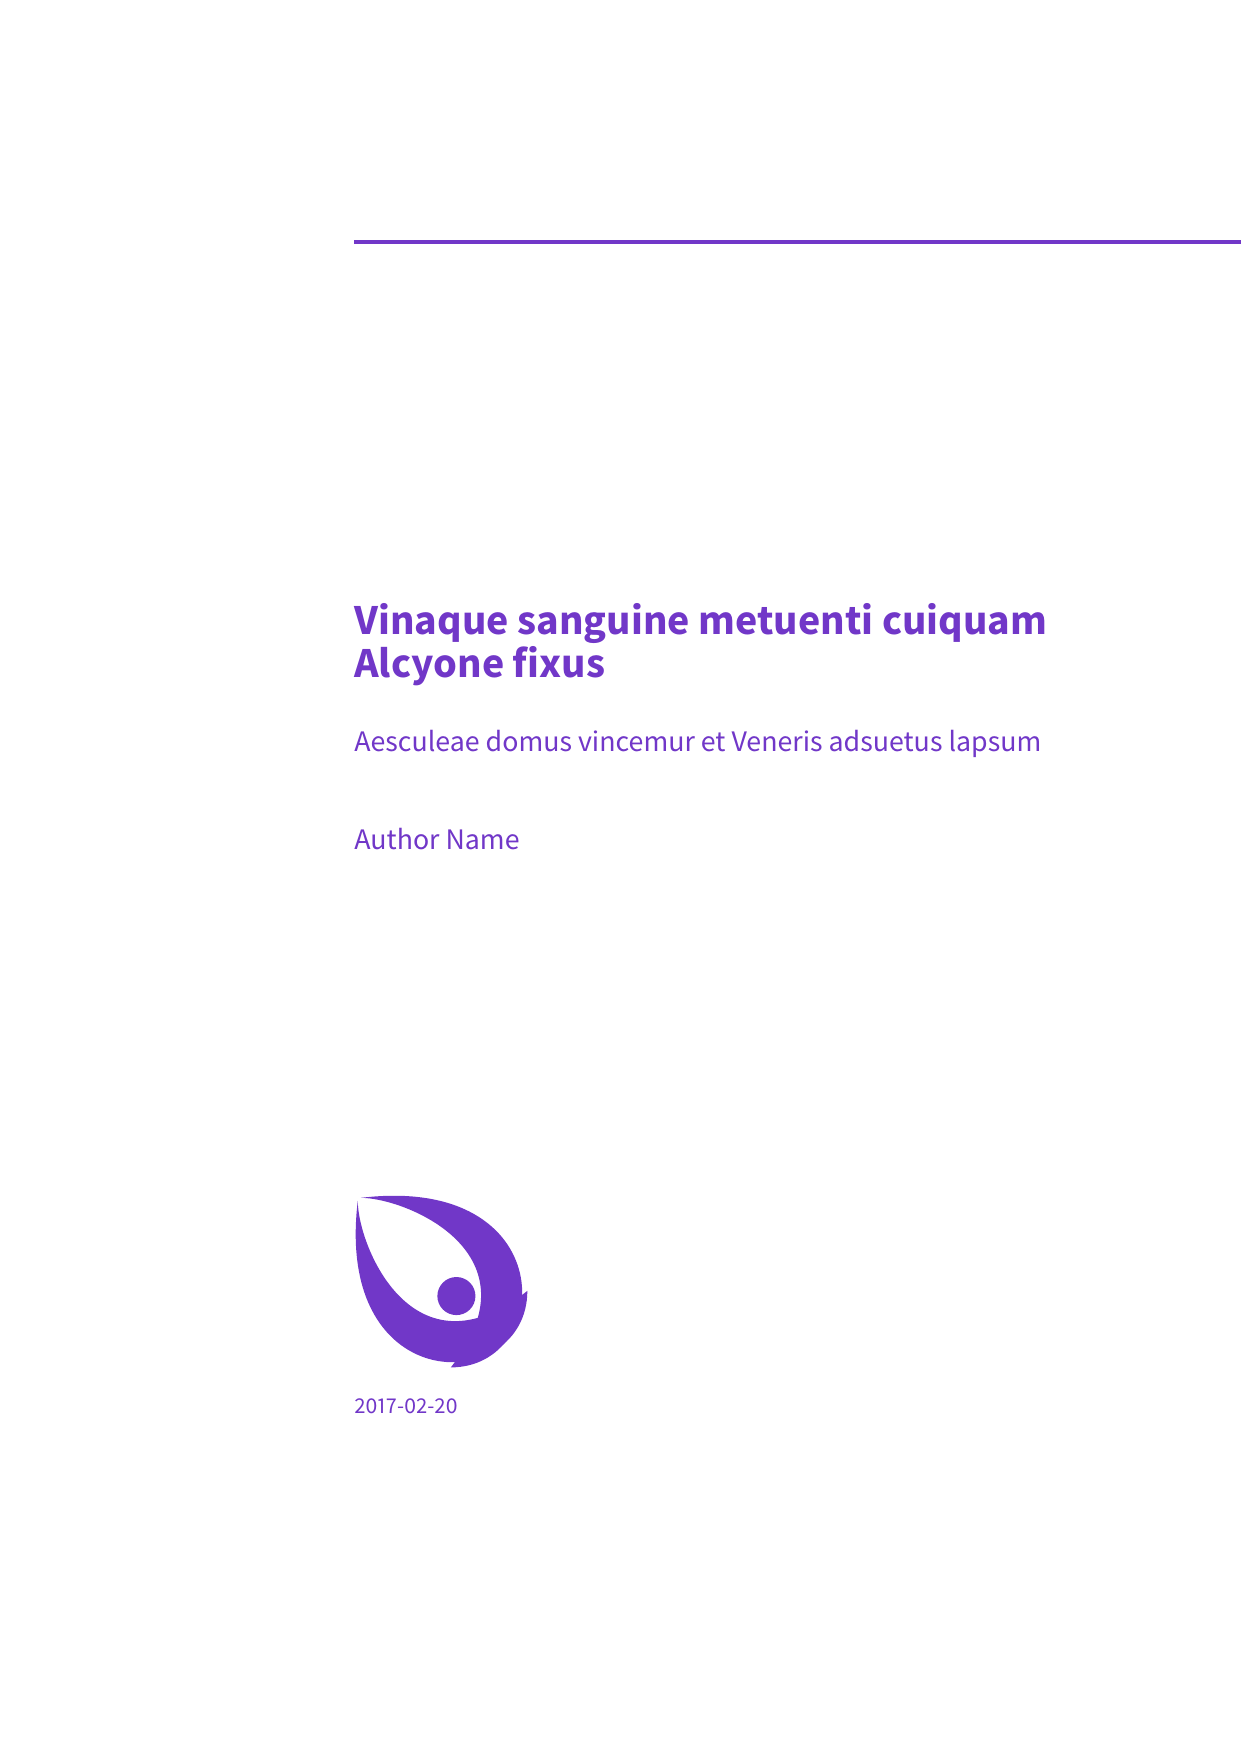 Vinaque sanguine metuenti cuiquam
Alcyone fixus
Aesculeae domus vincemur et Veneris adsuetus lapsum
Author Name
2017-02-20